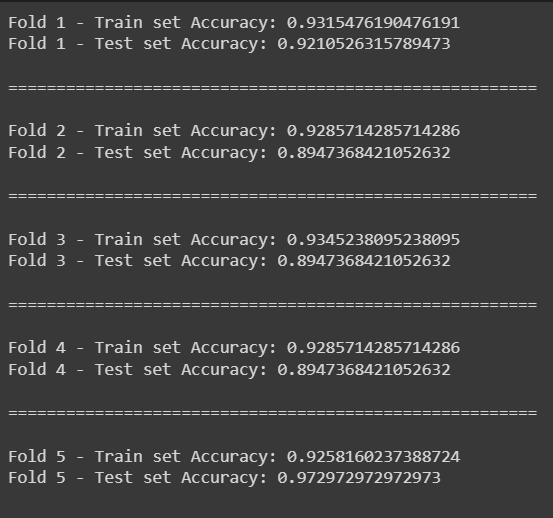 Fold 1 - Train set Accuracy: 0.9315476190476191
Fold 1 - Test set Accuracy: 0.9210526315789473
=======================================================
Fold 2 - Train set Accuracy: 0.9285714285714286
Fold 2 - Test set Accuracy: 0.8947368421052632
=======================================================
Fold 3 - Train set Accuracy: 0.9345238095238095
Fold 3 - Test set Accuracy: 0.8947368421052632
=======================================================
Fold 4 - Train set Accuracy: 0.9285714285714286
Fold 4 - Test set Accuracy: 0.8947368421052632
=======================================================
Fold 5 - Train set Accuracy: 0.9258160237388724
Fold 5 - Test set Accuracy: 0.972972972972973